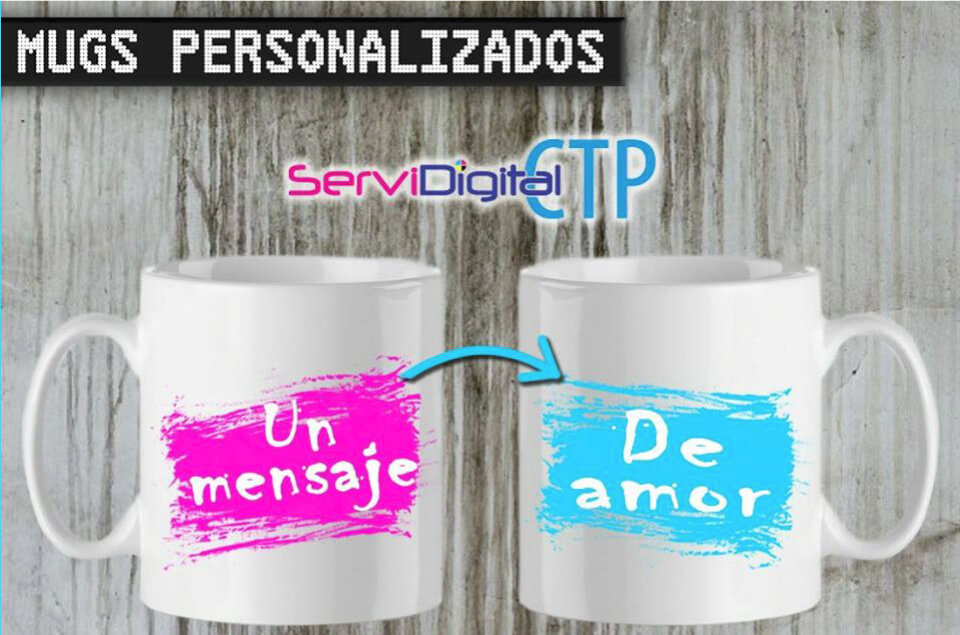 MUGS PERSONALIZADOS
ServiDigital CTP
Un
mensaje
De
amor